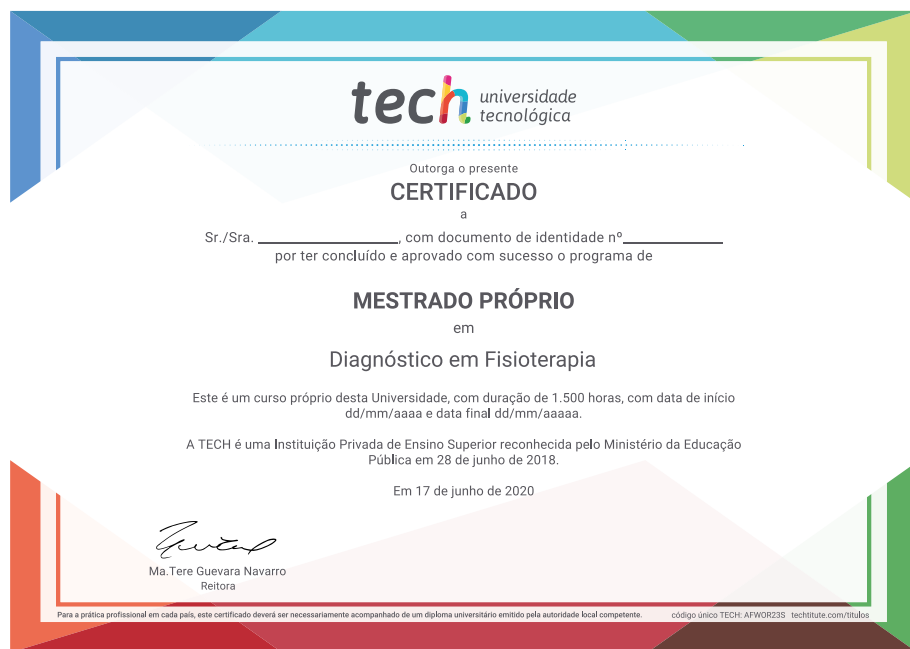 tech universidade
tecnológica
Outorga o presente
CERTIFICADO
a
Sr./Sra. ____________________, com documento de identidade nº______________
por ter concluído e aprovado com sucesso o programa de
MESTRADO PRÓPRIO
em
Diagnóstico em Fisioterapia
Este é um curso próprio desta Universidade, com duração de 1.500 horas, com data de início
dd/mm/aaaa e data final dd/mm/aaaaa.
A TECH é uma Instituição Privada de Ensino Superior reconhecida pelo Ministério da Educação
Pública em 28 de junho de 2018.
Em 17 de junho de 2020
Ma.Tere Guevara Navarro
Reitora
Para a prática profissional em cada país, este certificado deverá ser necessariamente acompanhado de um diploma universitário emitido pela autoridade local competente. código único TECH: AFWOR23S techtitute.com/titulos